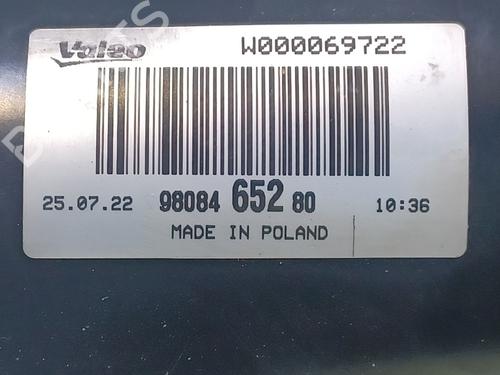 Valeo W000069722
25.07.22 98084 652 80 10:36
MADE IN POLAND